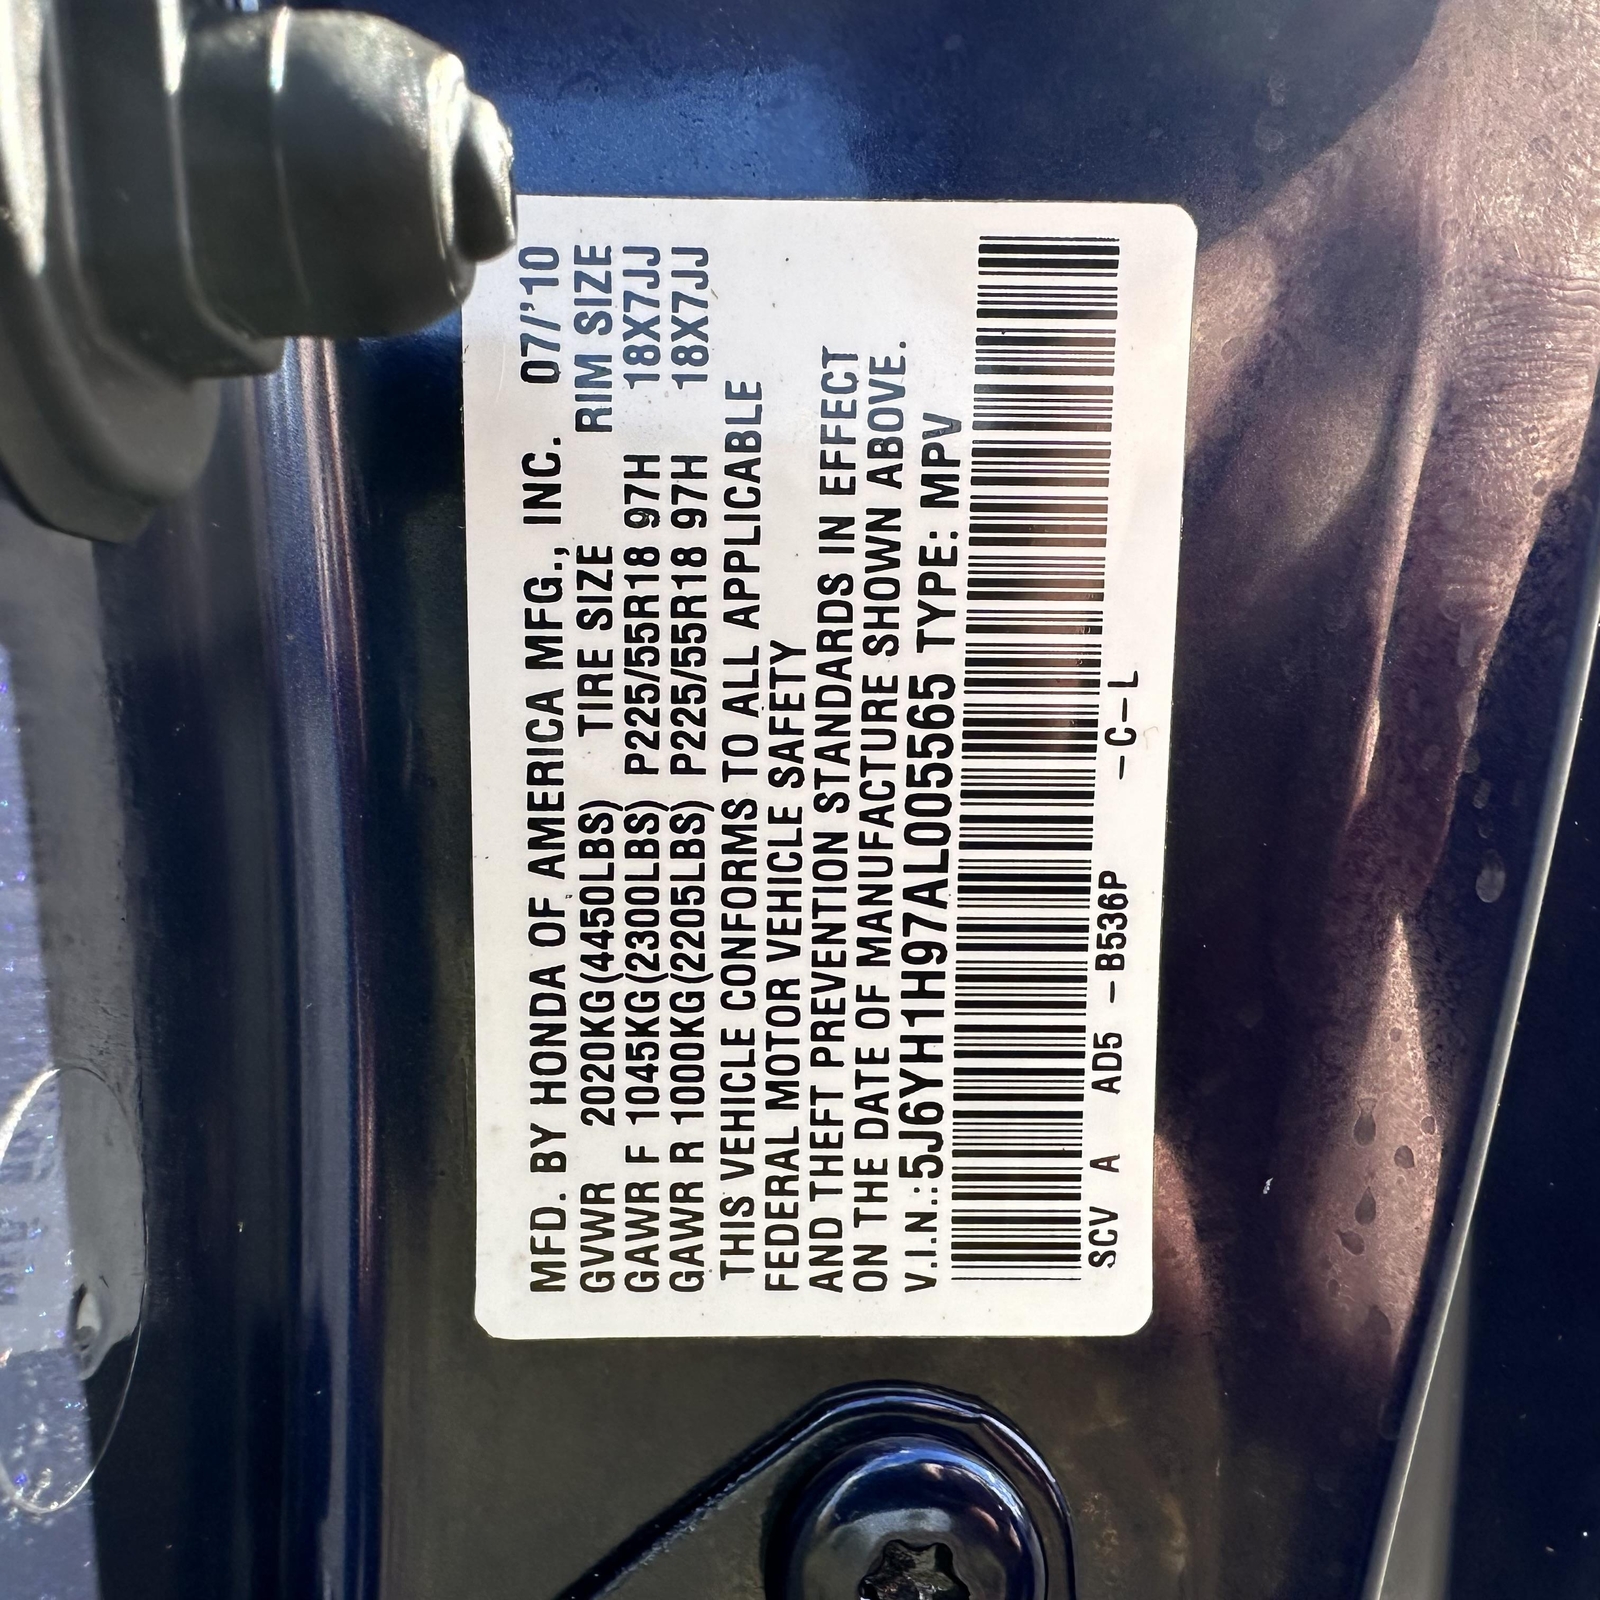 MFD. BY HONDA OF AMERICA MFG., INC. 07/'10
GVWR 2020KG(4450LBS) TIRE SIZE RIM SIZE
GAWR F 1045KG(2300LBS) P225/55R18 97H 18X7JJ
GAWR R 1000KG(2205LBS) P225/55R18 97H 18X7JJ
THIS VEHICLE CONFORMS TO ALL APPLICABLE
FEDERAL MOTOR VEHICLE SAFETY
AND THEFT PREVENTION STANDARDS IN EFFECT
ON THE DATE OF MANUFACTURE SHOWN ABOVE.
V.I.N.:5J6YH1H97AL005565 TYPE: MPV
SCV A AD5 -B536P -C-L